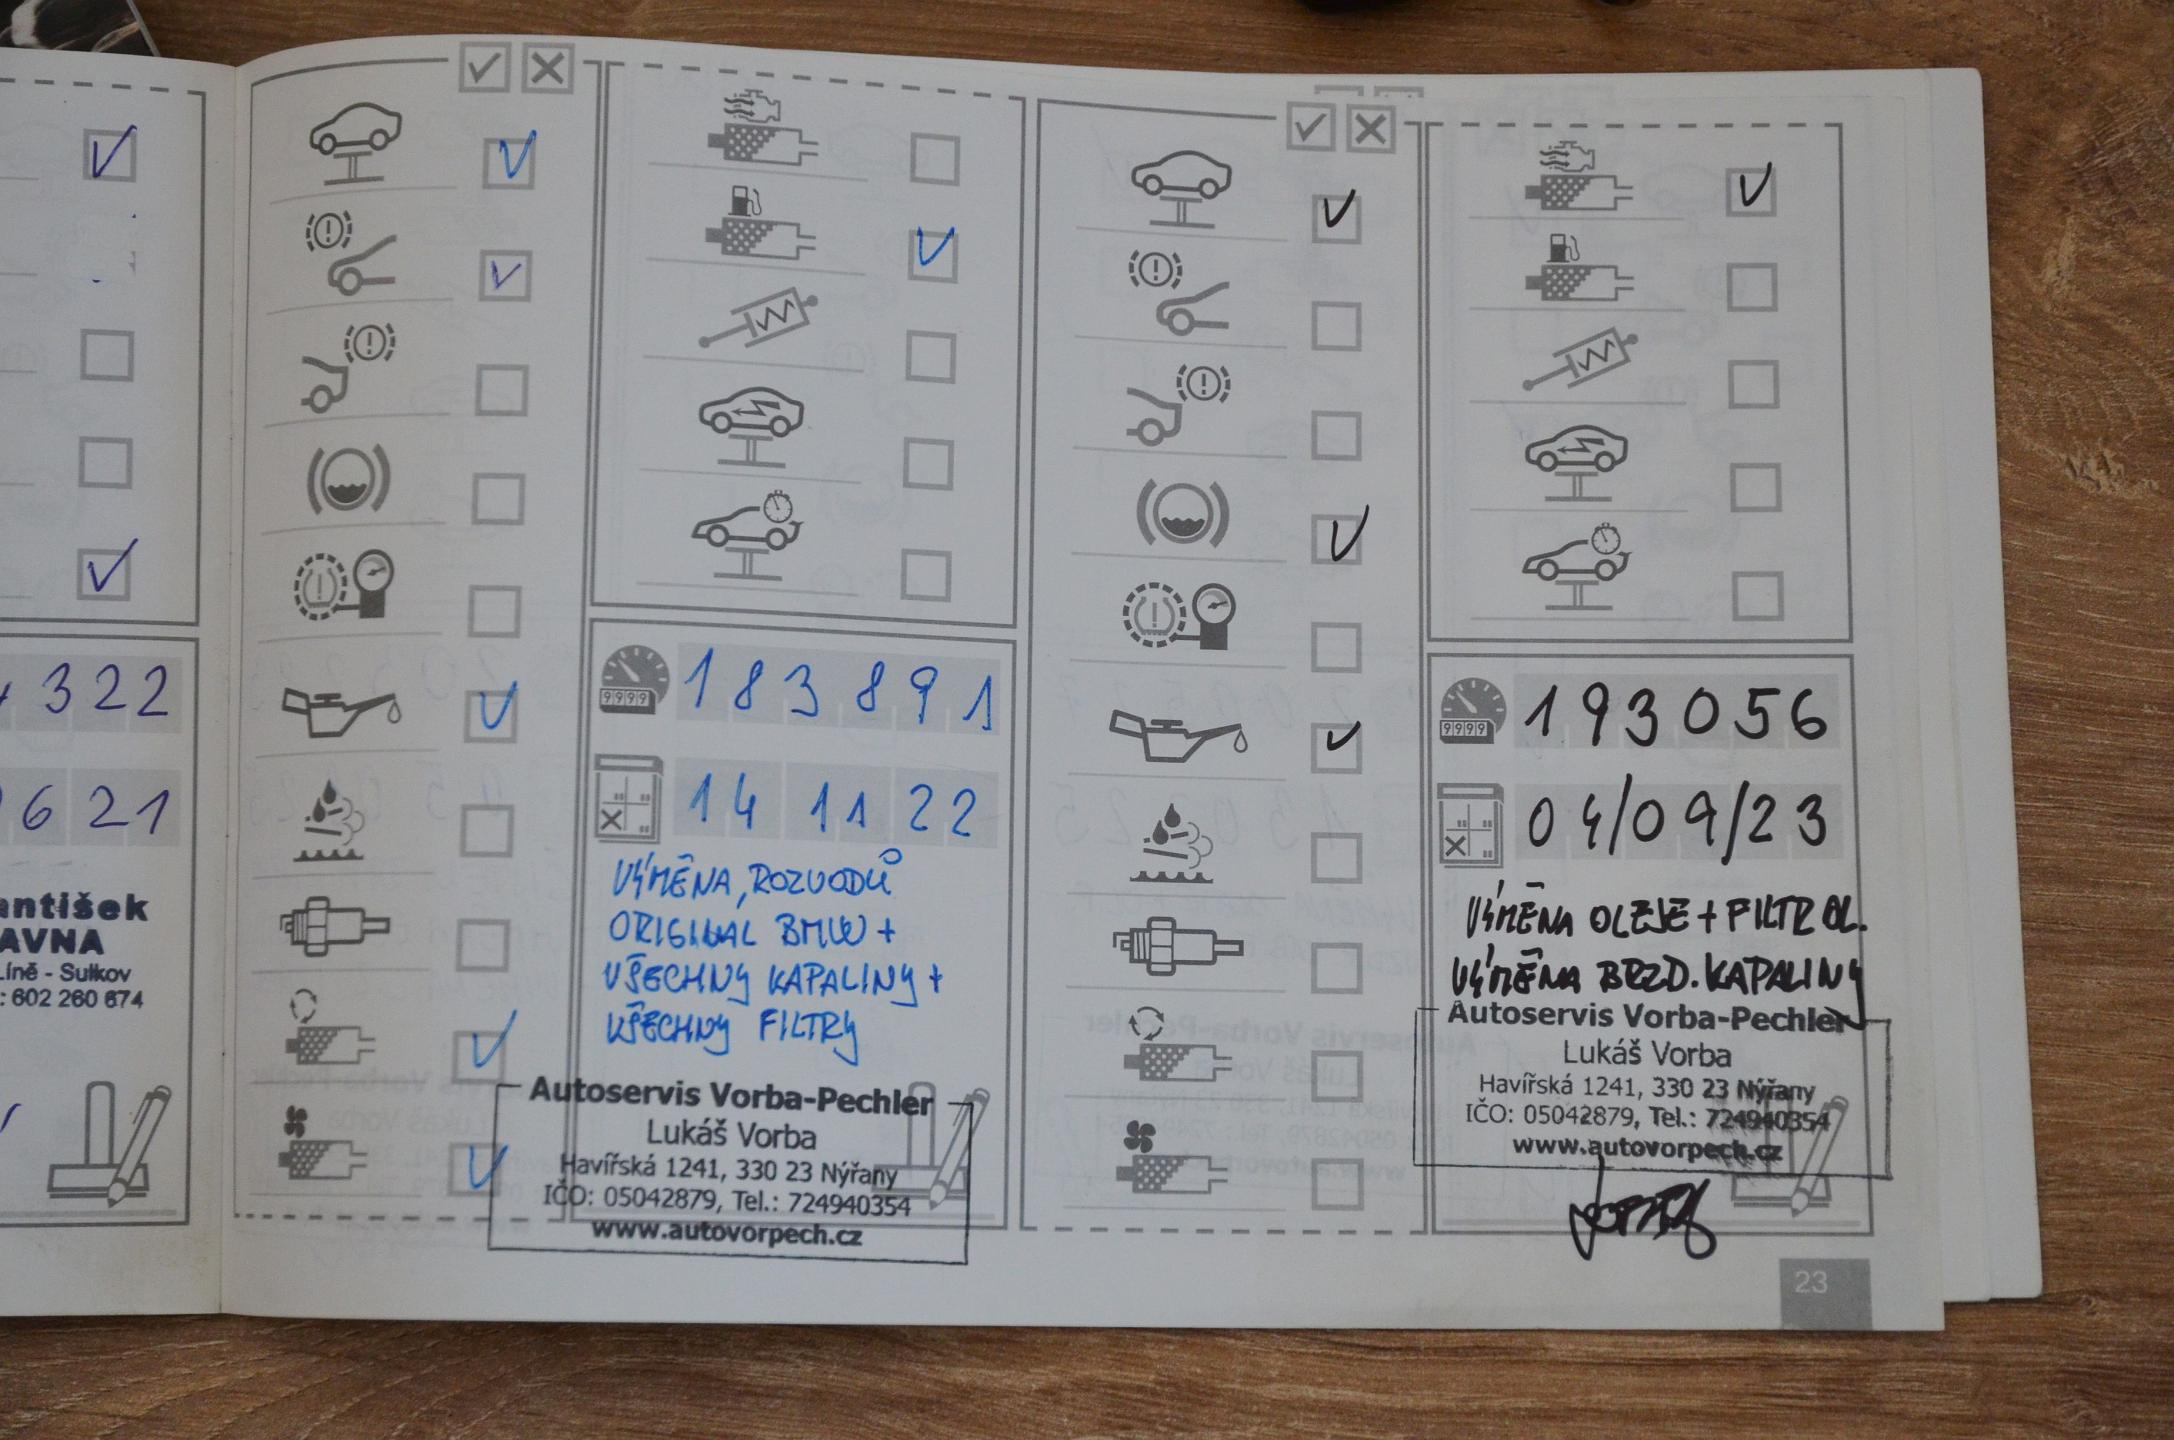 4322
621
antišek
AVNA
Líně - Sulkov
: 602 260 674
9999
183891
14 11 22
VÝMĚNA, ROZVODŮ
ORIGINAL BMW +
VŠECHNY KAPALINY +
VŠECHNY FILTRY
Autoservis Vorba-Pechler
Lukáš Vorba
Havířská 1241, 330 23 Nýřany
IČO: 05042879, Tel.: 724940354
www.autovorpech.cz
9999
193056
04/09/23
VÝMĚNA OLEJE + FILTR OL.
VÝMĚNA BRZD. KAPALINY
Autoservis Vorba-Pechler
Lukáš Vorba
Havířská 1241, 330 23 Nýřany
IČO: 05042879, Tel.: 724940354
www.autovorpech.cz
23